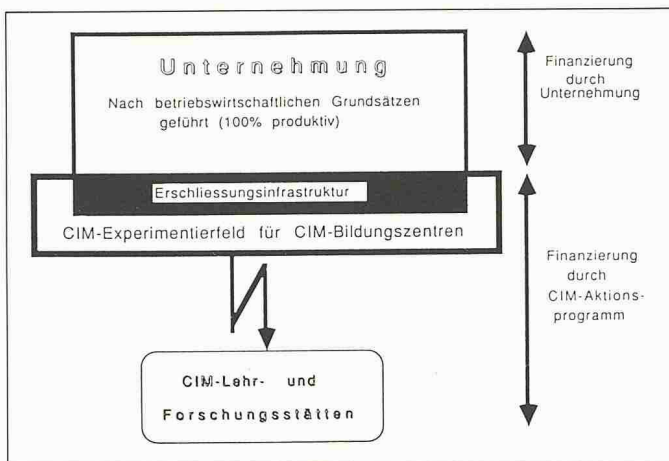 Unternehmung
Nach betriebswirtschaftlichen Grundsätzen
geführt (100% produktiv)
Finanzierung
durch
Unternehmung
Erschliessungsinfrastruktur
CIM-Experimentierfeld für CIM-Bildungszentren
Finanzierung
durch
CIM-Aktions-
programm
CIM-Lehr- und
Forschungsstätten